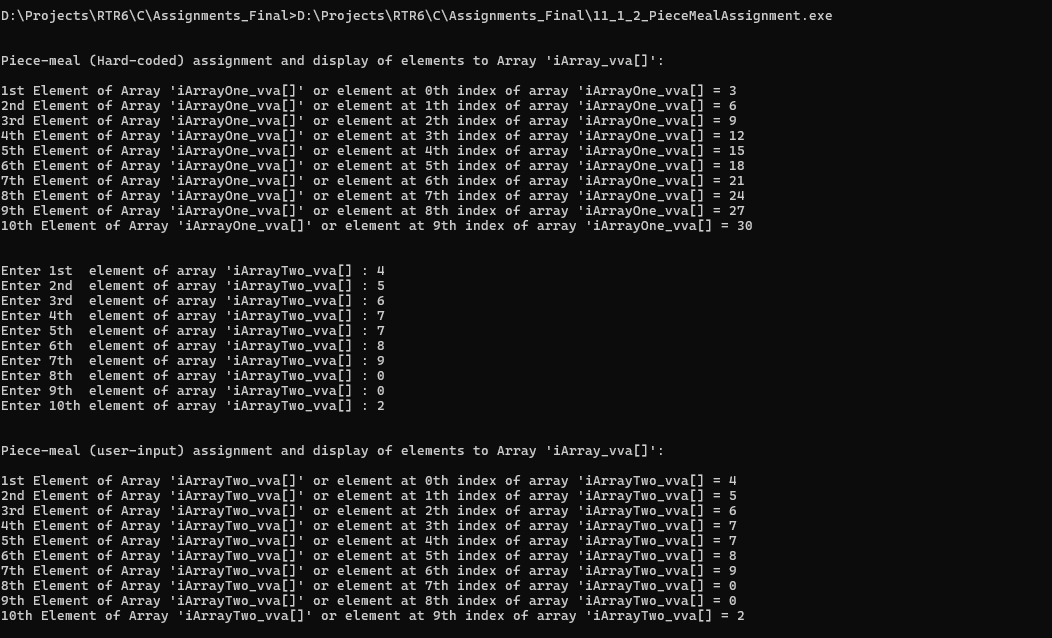 D:\Projects\RTR6\C\Assignments_Final>D:\Projects\RTR6\C\Assignments_Final\11_1_2_PieceMealAssignment.exe
Piece-meal (Hard-coded) assignment and display of elements to Array 'iArray_vva[]':
1st Element of Array 'iArrayOne_vva[]' or element at 0th index of array 'iArrayOne_vva[] = 3
2nd Element of Array 'iArrayOne_vva[]' or element at 1th index of array 'iArrayOne_vva[] = 6
3rd Element of Array 'iArrayOne_vva[]' or element at 2th index of array 'iArrayOne_vva[] = 9
4th Element of Array 'iArrayOne_vva[]' or element at 3th index of array 'iArrayOne_vva[] = 12
5th Element of Array 'iArrayOne_vva[]' or element at 4th index of array 'iArrayOne_vva[] = 15
6th Element of Array 'iArrayOne_vva[]' or element at 5th index of array 'iArrayOne_vva[] = 18
7th Element of Array 'iArrayOne_vva[]' or element at 6th index of array 'iArrayOne_vva[] = 21
8th Element of Array 'iArrayOne_vva[]' or element at 7th index of array 'iArrayOne_vva[] = 24
9th Element of Array 'iArrayOne_vva[]' or element at 8th index of array 'iArrayOne_vva[] = 27
10th Element of Array 'iArrayOne_vva[]' or element at 9th index of array 'iArrayOne_vva[] = 30
Enter 1st  element of array 'iArrayTwo_vva[] : 4
Enter 2nd  element of array 'iArrayTwo_vva[] : 5
Enter 3rd  element of array 'iArrayTwo_vva[] : 6
Enter 4th  element of array 'iArrayTwo_vva[] : 7
Enter 5th  element of array 'iArrayTwo_vva[] : 7
Enter 6th  element of array 'iArrayTwo_vva[] : 8
Enter 7th  element of array 'iArrayTwo_vva[] : 9
Enter 8th  element of array 'iArrayTwo_vva[] : 0
Enter 9th  element of array 'iArrayTwo_vva[] : 0
Enter 10th element of array 'iArrayTwo_vva[] : 2
Piece-meal (user-input) assignment and display of elements to Array 'iArray_vva[]':
1st Element of Array 'iArrayTwo_vva[]' or element at 0th index of array 'iArrayTwo_vva[] = 4
2nd Element of Array 'iArrayTwo_vva[]' or element at 1th index of array 'iArrayTwo_vva[] = 5
3rd Element of Array 'iArrayTwo_vva[]' or element at 2th index of array 'iArrayTwo_vva[] = 6
4th Element of Array 'iArrayTwo_vva[]' or element at 3th index of array 'iArrayTwo_vva[] = 7
5th Element of Array 'iArrayTwo_vva[]' or element at 4th index of array 'iArrayTwo_vva[] = 7
6th Element of Array 'iArrayTwo_vva[]' or element at 5th index of array 'iArrayTwo_vva[] = 8
7th Element of Array 'iArrayTwo_vva[]' or element at 6th index of array 'iArrayTwo_vva[] = 9
8th Element of Array 'iArrayTwo_vva[]' or element at 7th index of array 'iArrayTwo_vva[] = 0
9th Element of Array 'iArrayTwo_vva[]' or element at 8th index of array 'iArrayTwo_vva[] = 0
10th Element of Array 'iArrayTwo_vva[]' or element at 9th index of array 'iArrayTwo_vva[] = 2